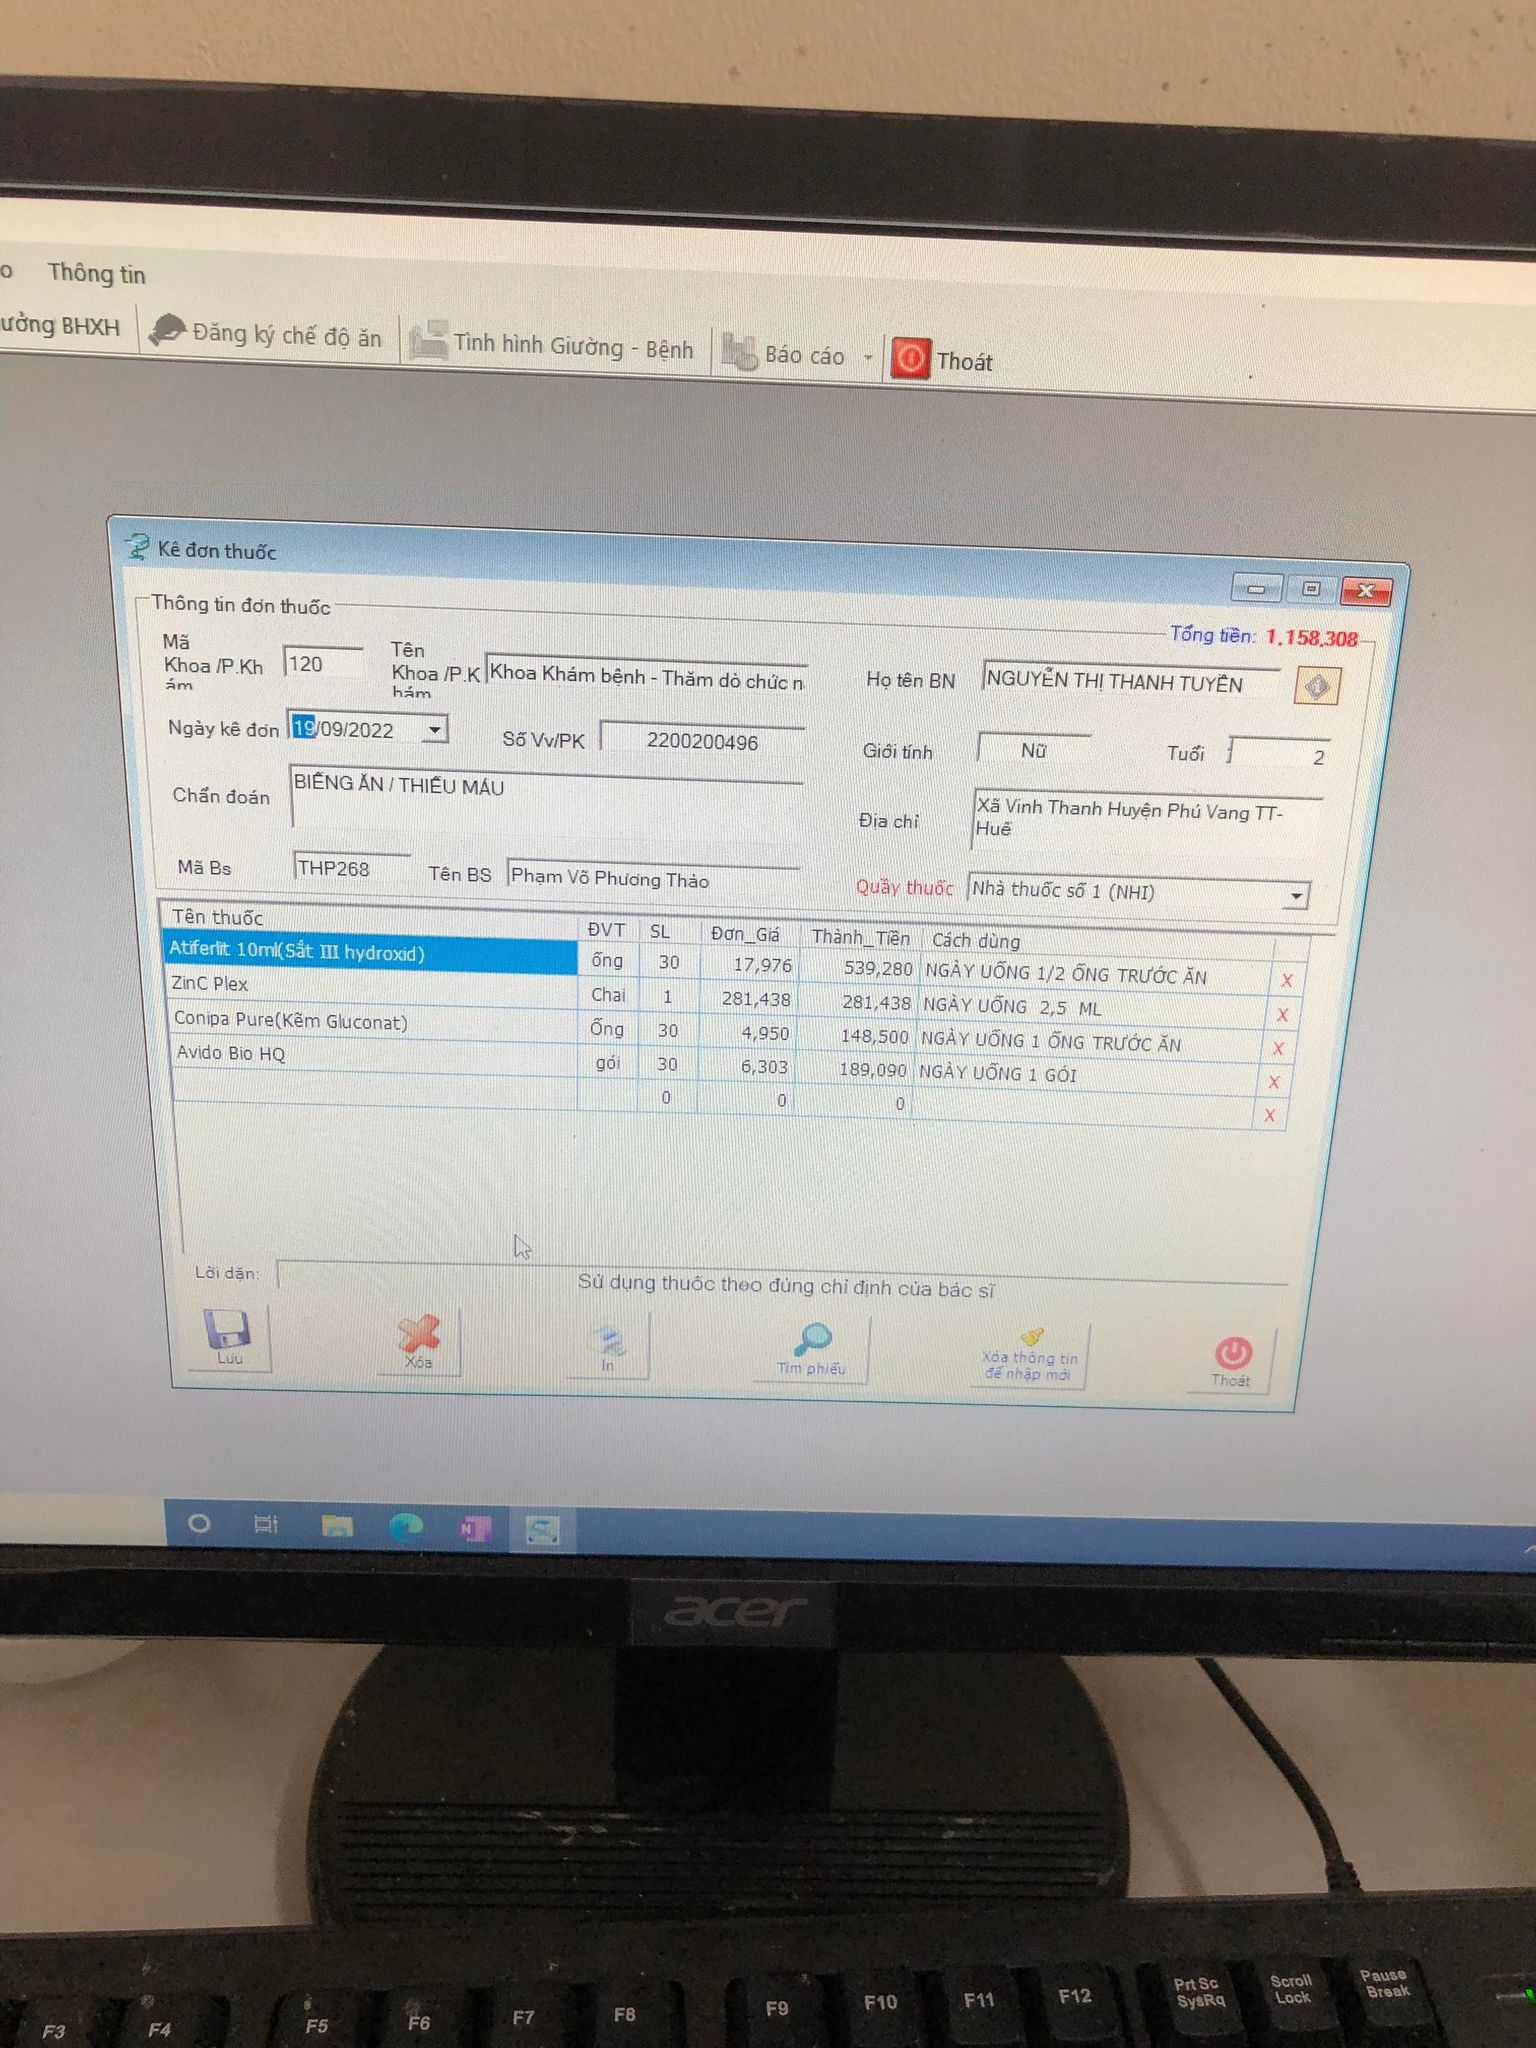 o Thông tin
ưởng BHXH Đăng ký chế độ ăn Tình hình Giường - Bệnh Báo cáo Thoát
Kê đơn thuốc
Thông tin đơn thuốc Tổng tiền: 1,158,308
Mã Khoa /P.Khám 120 Tên Khoa /P.Khám Khoa Khám bệnh - Thăm dò chức n Họ tên BN NGUYỄN THỊ THANH TUYỀN
Ngày kê đơn 19/09/2022 Số Vv/PK 2200200496 Giới tính Nữ Tuổi 2
Chẩn đoán BIẾNG ĂN / THIẾU MÁU Địa chỉ Xã Vinh Thanh Huyện Phú Vang TT-
Huế
Mã Bs THP268 Tên BS Phạm Võ Phương Thảo Quầy thuốc Nhà thuốc số 1 (NHI)
Tên thuốc ĐVT SL Đơn_Giá Thành_Tiền Cách dùng
Atiferlit 10ml(Sắt III hydroxid) ống 30 17,976 539,280 NGÀY UỐNG 1/2 ỐNG TRƯỚC ĂN X
ZinC Plex Chai 1 281,438 281,438 NGÀY UỐNG 2,5 ML X
Conipa Pure(Kẽm Gluconat) Ống 30 4,950 148,500 NGÀY UỐNG 1 ỐNG TRƯỚC ĂN X
Avido Bio HQ gói 30 6,303 189,090 NGÀY UỐNG 1 GÓI X
0 0 0 X
Lời dặn: Sử dụng thuốc theo đúng chỉ định của bác sĩ
Lưu Xóa In Tìm phiếu Xóa thông tin để nhập mới Thoát
acer
F3 F4 F5 F6 F7 F8 F9 F10 F11 F12 Prt Sc SysRq Scroll Lock Pause Break